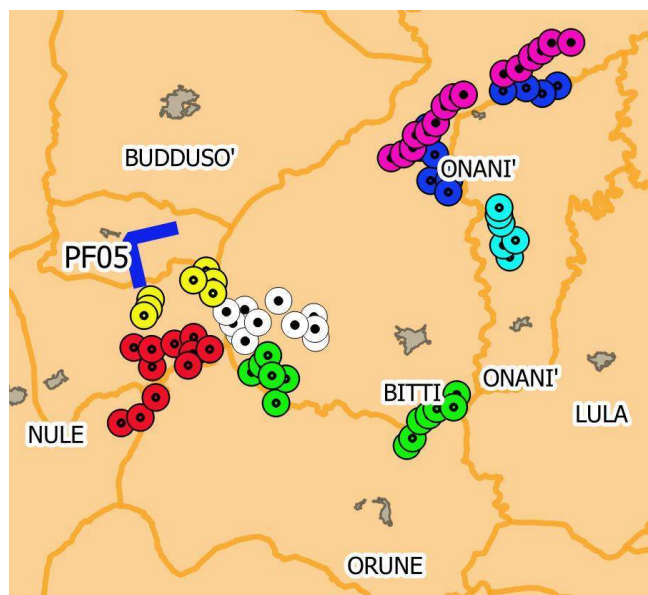 BUDDUSO'
ONANI'
PF05
BITTI
ONANI'
LULA
NULE
ORUNE